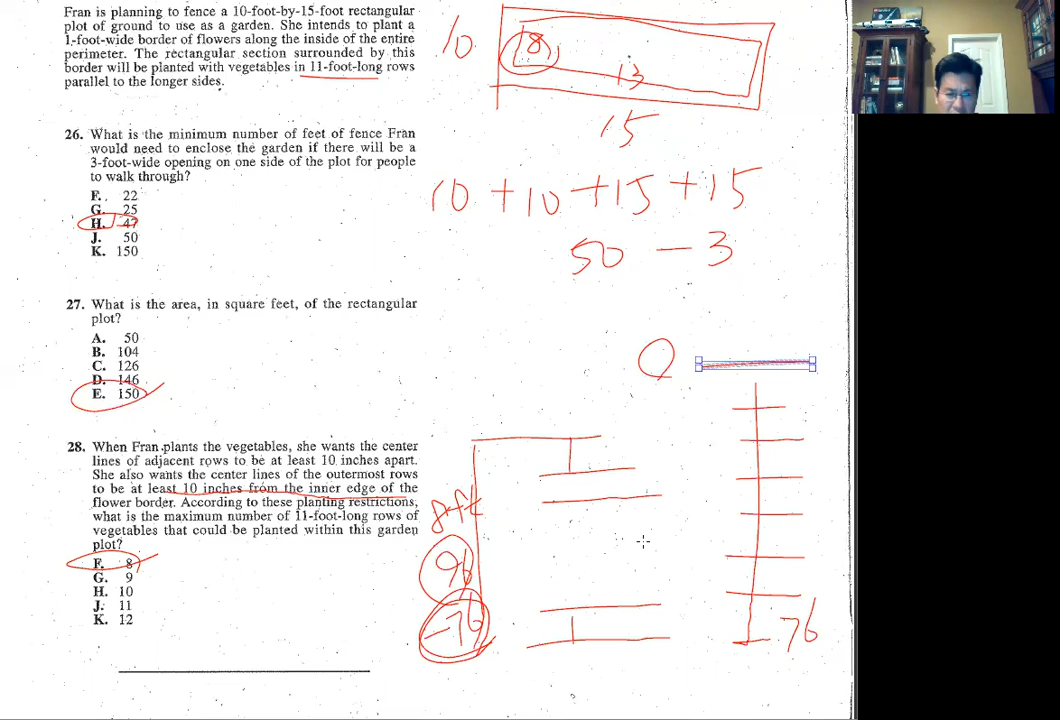 Fran is planning to fence a 10-foot-by-15-foot rectangular
plot of ground to use as a garden. She intends to plant a
1-foot-wide border of flowers along the inside of the entire
perimeter. The rectangular section surrounded by this
border will be planted with vegetables in 11-foot-long rows
parallel to the longer sides.
10
8
13
15
26. What is the minimum number of feet of fence Fran
would need to enclose the garden if there will be a
3-foot-wide opening on one side of the plot for people
to walk through?
F. 22
G. 25
H. 47
J. 50
K. 150
10 + 10 + 15 + 15
50 - 3
27. What is the area, in square feet, of the rectangular
plot?
A. 50
B. 104
C. 126
D. 146
E. 150
28. When Fran plants the vegetables, she wants the center
lines of adjacent rows to be at least 10 inches apart.
She also wants the center lines of the outermost rows
to be at least 10 inches from the inner edge of the
flower border. According to these planting restrictions,
what is the maximum number of 11-foot-long rows of
vegetables that could be planted within this garden
plot?
F. 8
G. 9
H. 10
J. 11
K. 12
8ft
96
-76
76